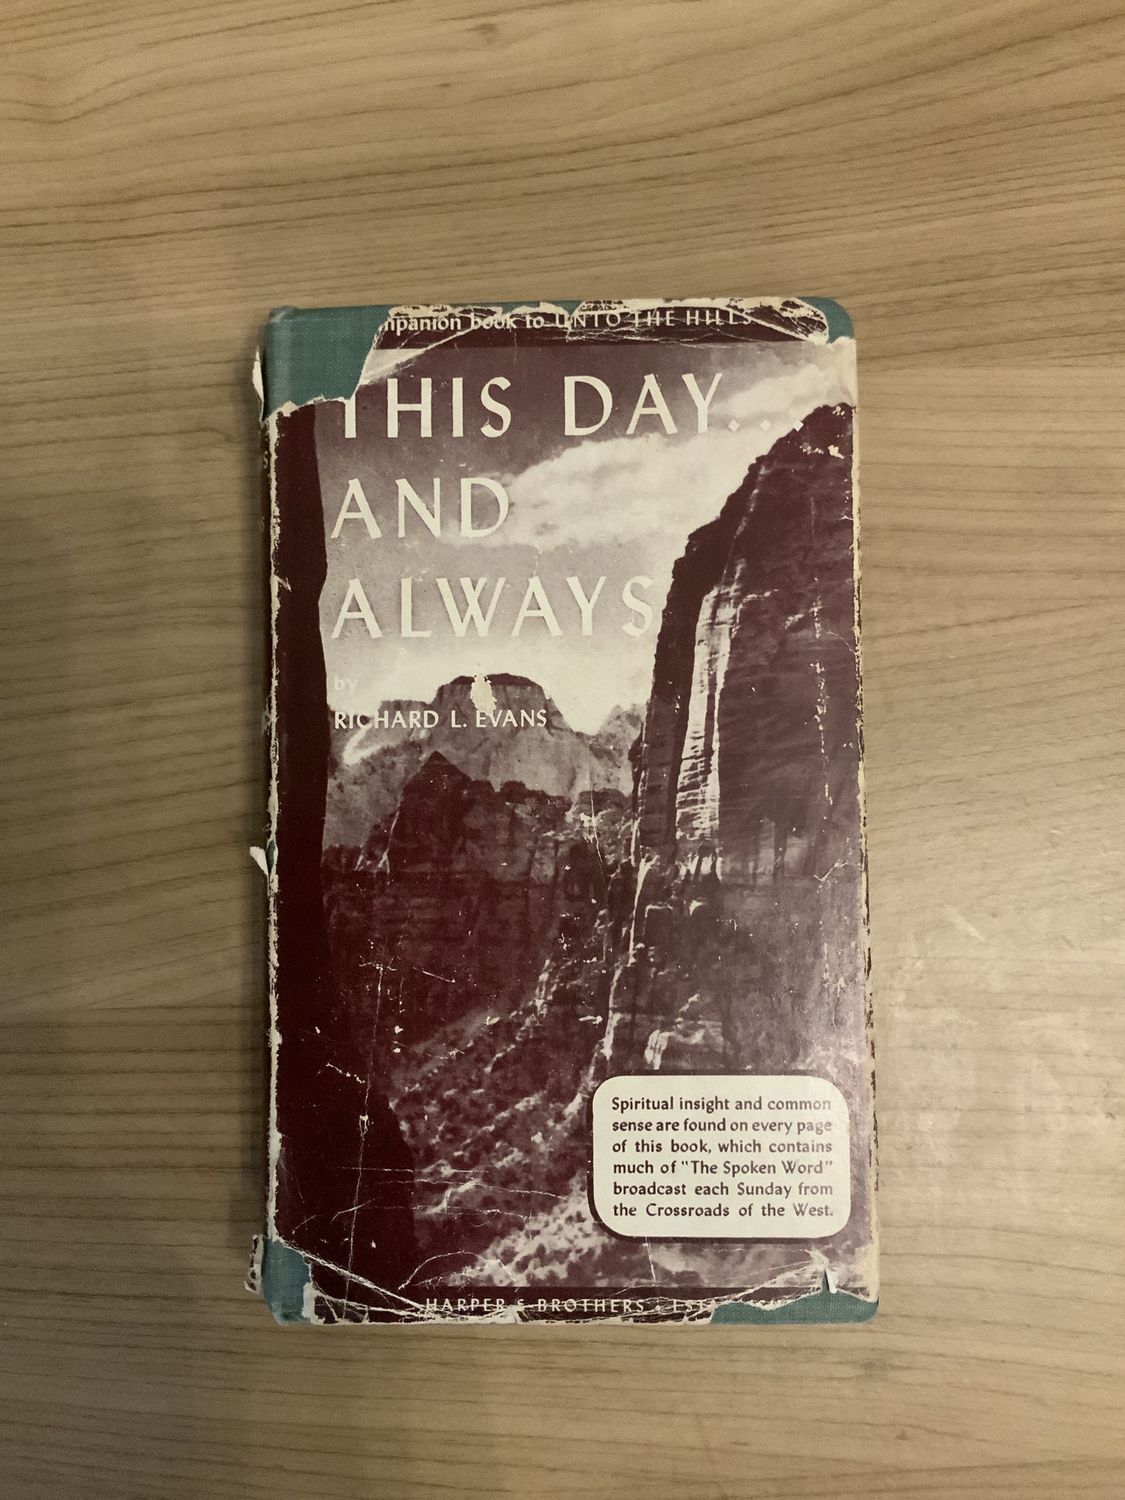 book to UNTO THE HILLS
THIS DAY...
AND
ALWAYS
by
RICHARD L. EVANS
Spiritual insight and common
sense are found on every page
of this book, which contains
much of "The Spoken Word"
broadcast each Sunday from
the Crossroads of the West.
HARPER & BROTHERS